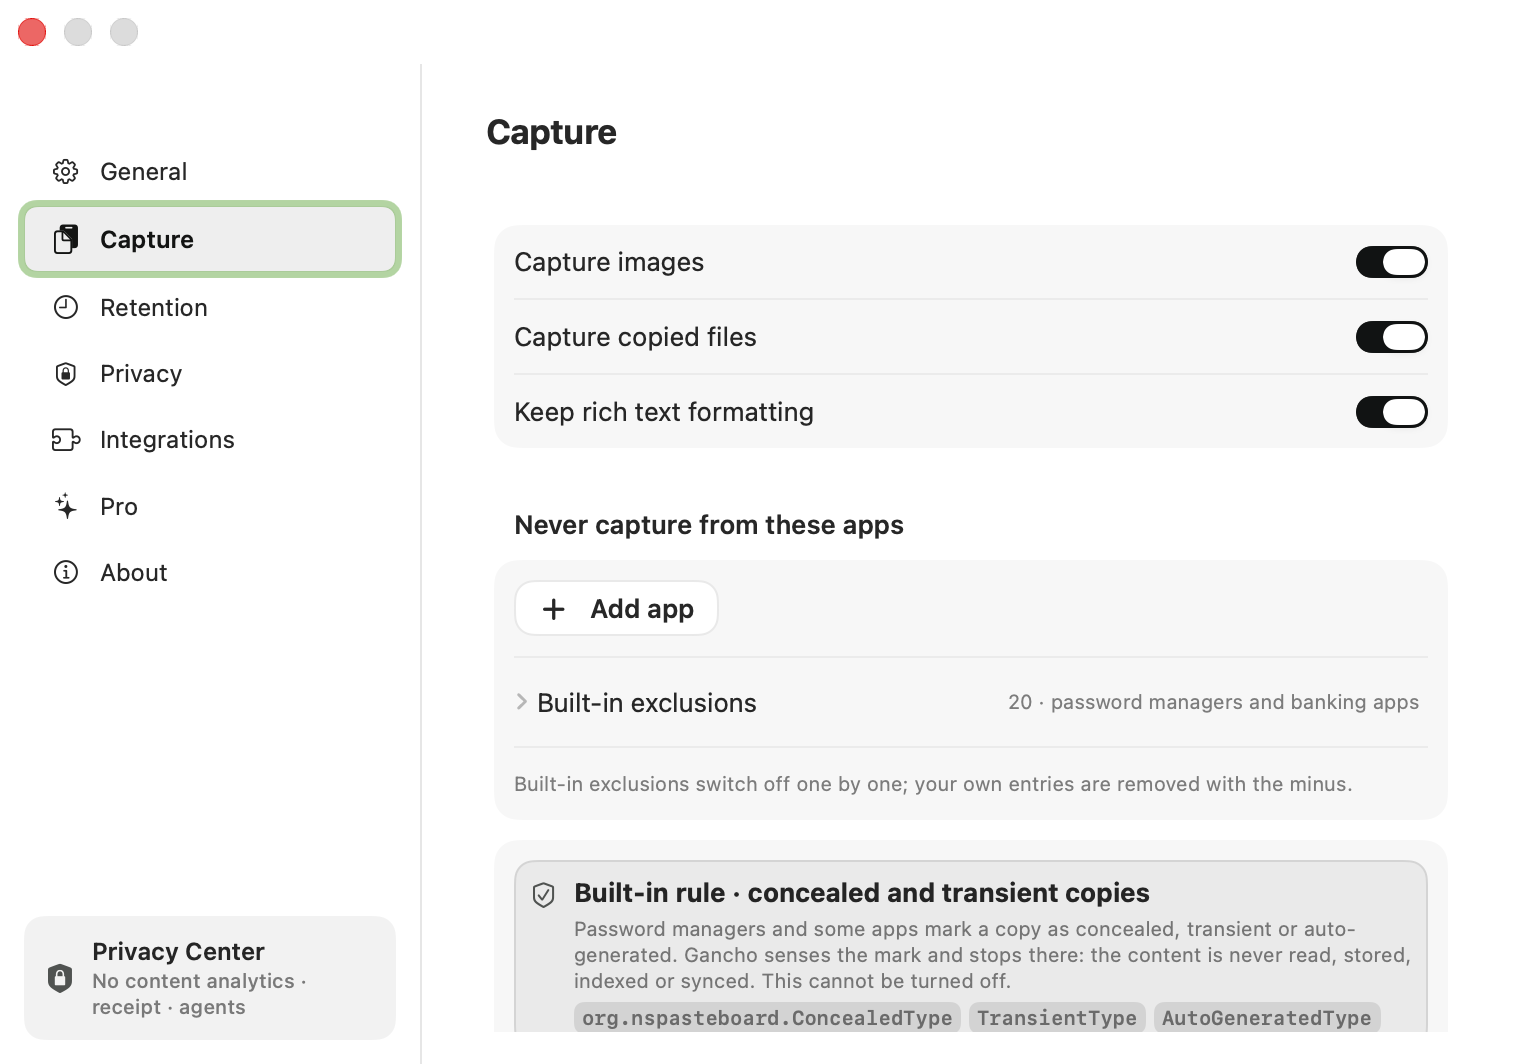 General
Capture
Retention
Privacy
Integrations
Pro
About
Privacy Center
No content analytics ·
receipt · agents
Capture
Capture images
Capture copied files
Keep rich text formatting
Never capture from these apps
Add app
Built-in exclusions
20 · password managers and banking apps
Built-in exclusions switch off one by one; your own entries are removed with the minus.
Built-in rule · concealed and transient copies
Password managers and some apps mark a copy as concealed, transient or auto-
generated. Gancho senses the mark and stops there: the content is never read, stored,
indexed or synced. This cannot be turned off.
org.nspasteboard.ConcealedType TransientType AutoGeneratedType